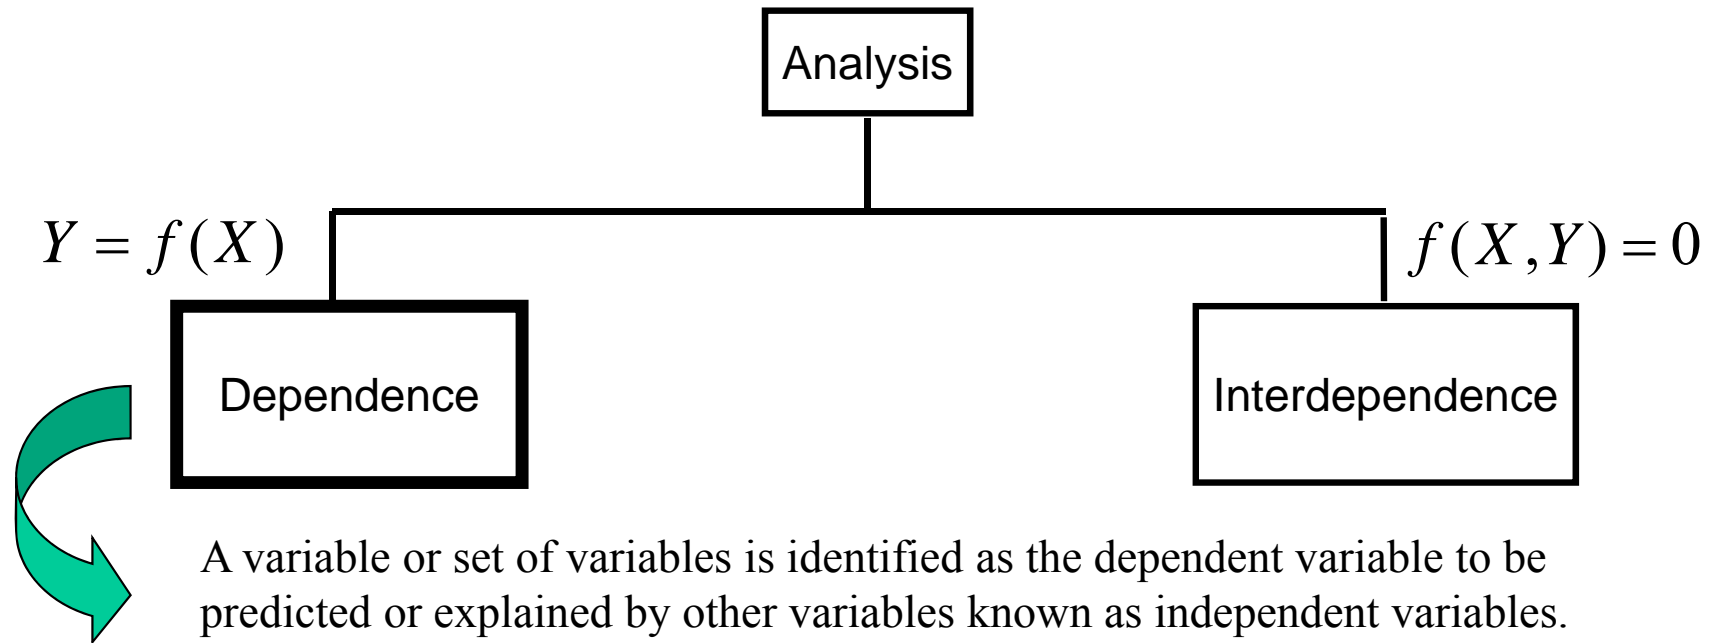 Analysis
Y = f(X)
f(X,Y) = 0
Dependence
Interdependence
A variable or set of variables is identified as the dependent variable to be
predicted or explained by other variables known as independent variables.